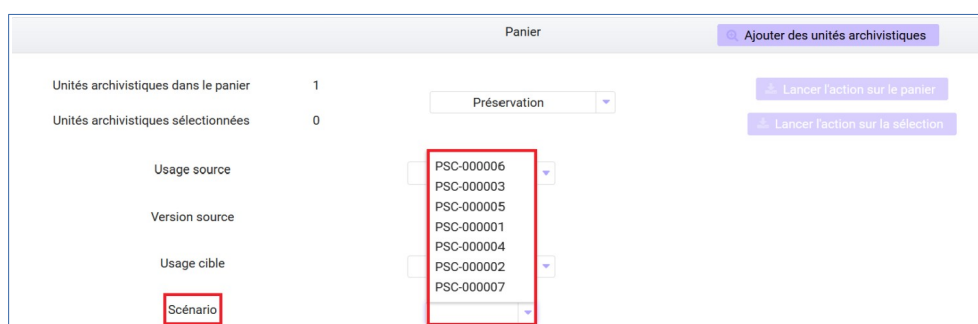 Panier
Ajouter des unités archivistiques
Unités archivistiques dans le panier 1
Préservation
Lancer l'action sur le panier
Unités archivistiques sélectionnées 0
Lancer l'action sur la sélection
Usage source
Version source
Usage cible
Scénario
PSC-000006
PSC-000003
PSC-000005
PSC-000001
PSC-000004
PSC-000002
PSC-000007